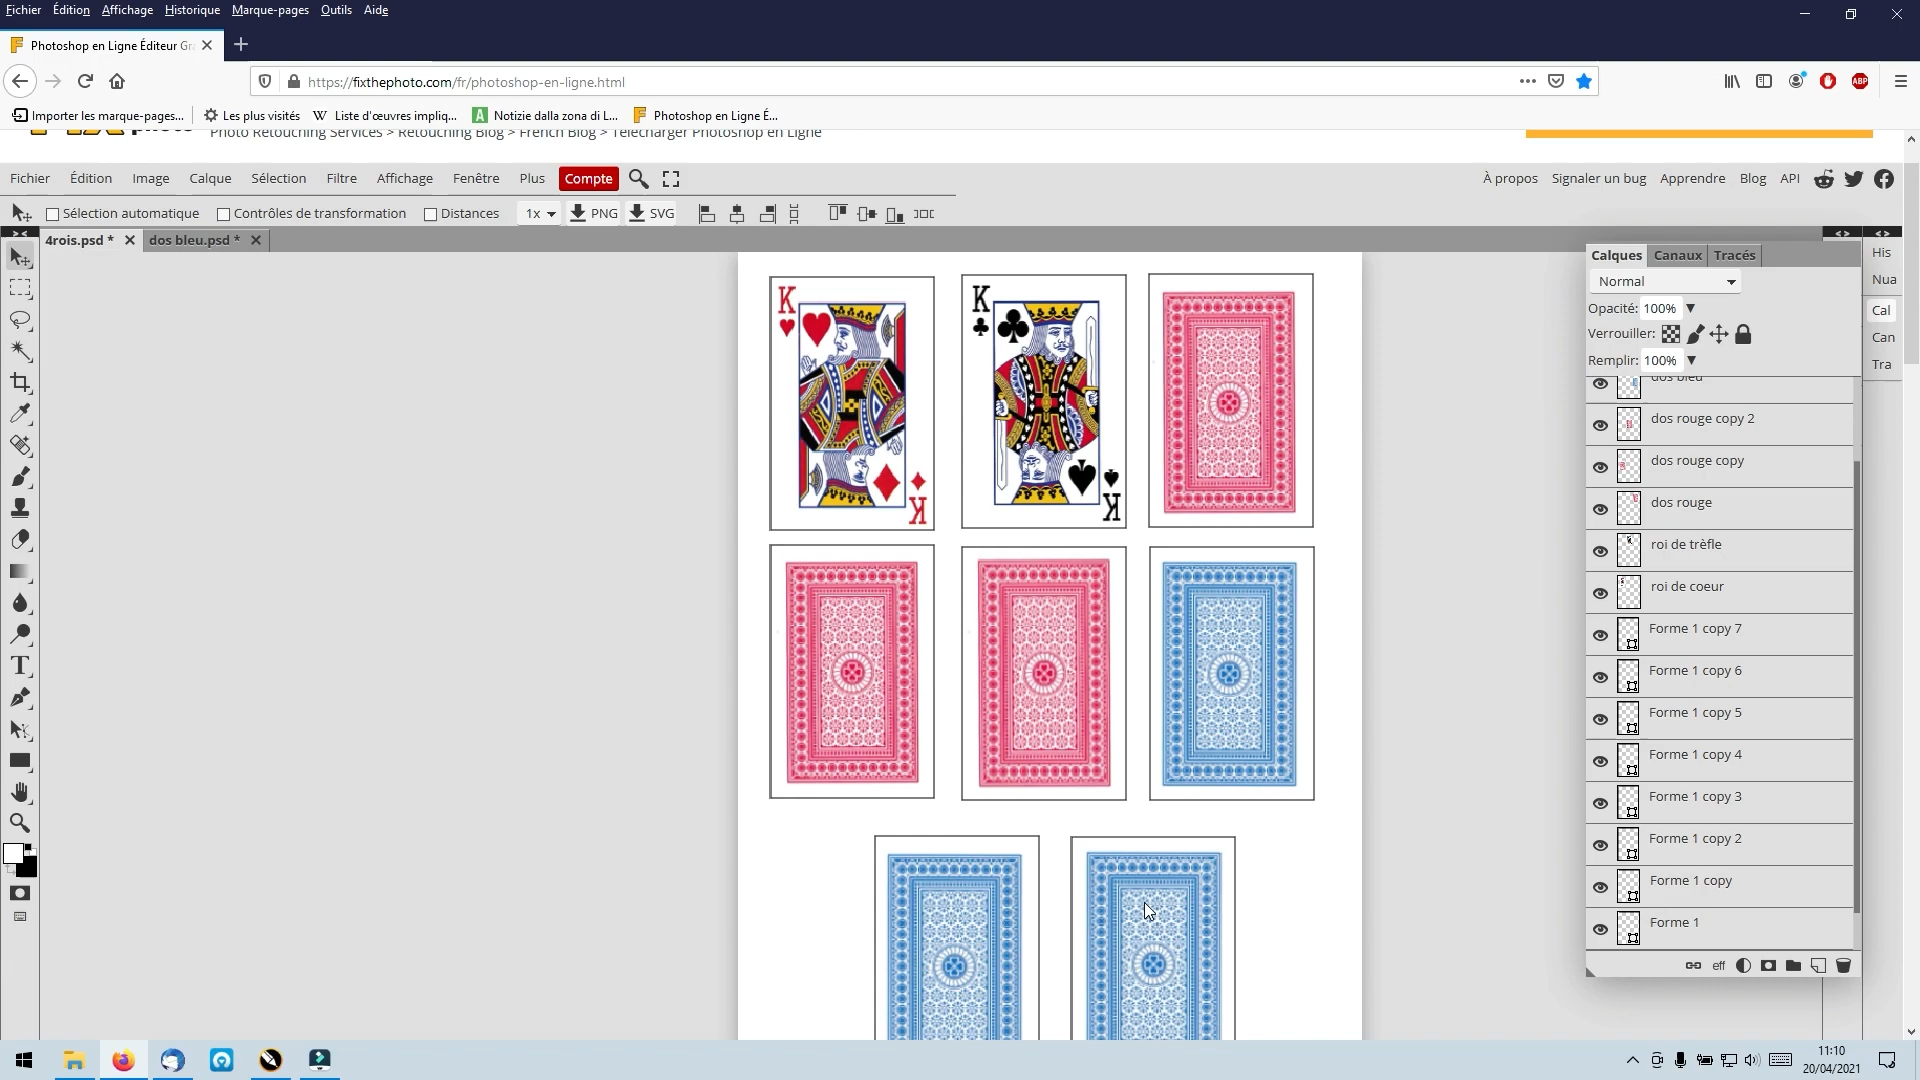 Fichier Édition Affichage Historique Marque-pages Outils Aide
Photoshop en Ligne Éditeur Gra
https://fixthephoto.com/fr/photoshop-en-ligne.html
ABP
Importer les marque-pages... Les plus visités Liste d'œuvres impliq... Notizie dalla zona di L... Photoshop en Ligne É...
Photo Retouching Services > Retouching Blog > French Blog > Télécharger Photoshop en Ligne
Fichier Édition Image Calque Sélection Filtre Affichage Fenêtre Plus Compte À propos Signaler un bug Apprendre Blog API
Sélection automatique Contrôles de transformation Distances 1x PNG SVG
4rois.psd * dos bleu.psd *
Calques Canaux Tracés
His
Nua
Cal
Can
Tra
Normal
Opacité: 100%
Verrouiller:
Remplir: 100%
dos bleu
dos rouge copy 2
dos rouge copy
dos rouge
roi de trèfle
roi de coeur
Forme 1 copy 7
Forme 1 copy 6
Forme 1 copy 5
Forme 1 copy 4
Forme 1 copy 3
Forme 1 copy 2
Forme 1 copy
Forme 1
eff
K K
K K
11:10
20/04/2021